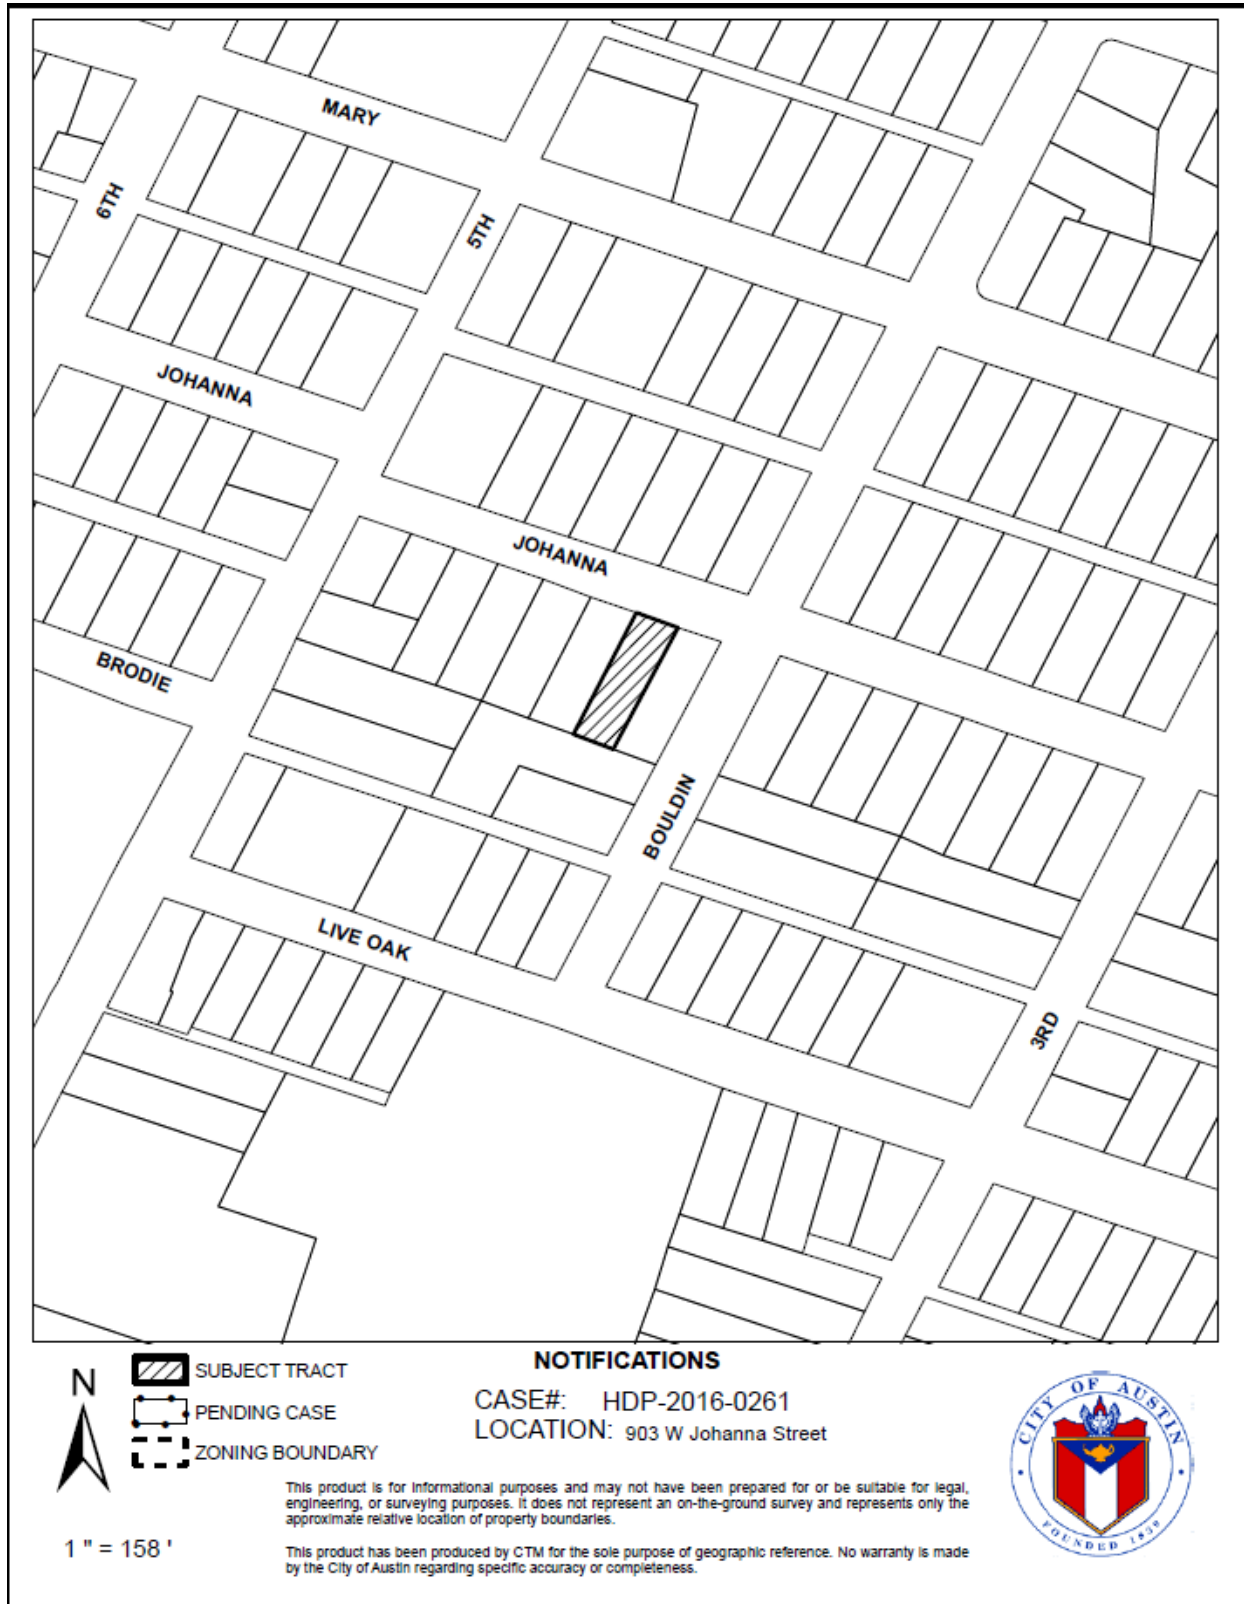 MARY
6TH
5TH
JOHANNA
JOHANNA
BRODIE
BOULDIN
LIVE OAK
3RD
N
SUBJECT TRACT
PENDING CASE
ZONING BOUNDARY
1 " = 158 '
NOTIFICATIONS
CASE#: HDP-2016-0261
LOCATION: 903 W Johanna Street
This product is for informational purposes and may not have been prepared for or be suitable for legal,
engineering, or surveying purposes. It does not represent an on-the-ground survey and represents only the
approximate relative location of property boundaries.
This product has been produced by CTM for the sole purpose of geographic reference. No warranty is made
by the City of Austin regarding specific accuracy or completeness.
CITY OF AUSTIN
FOUNDED 1839